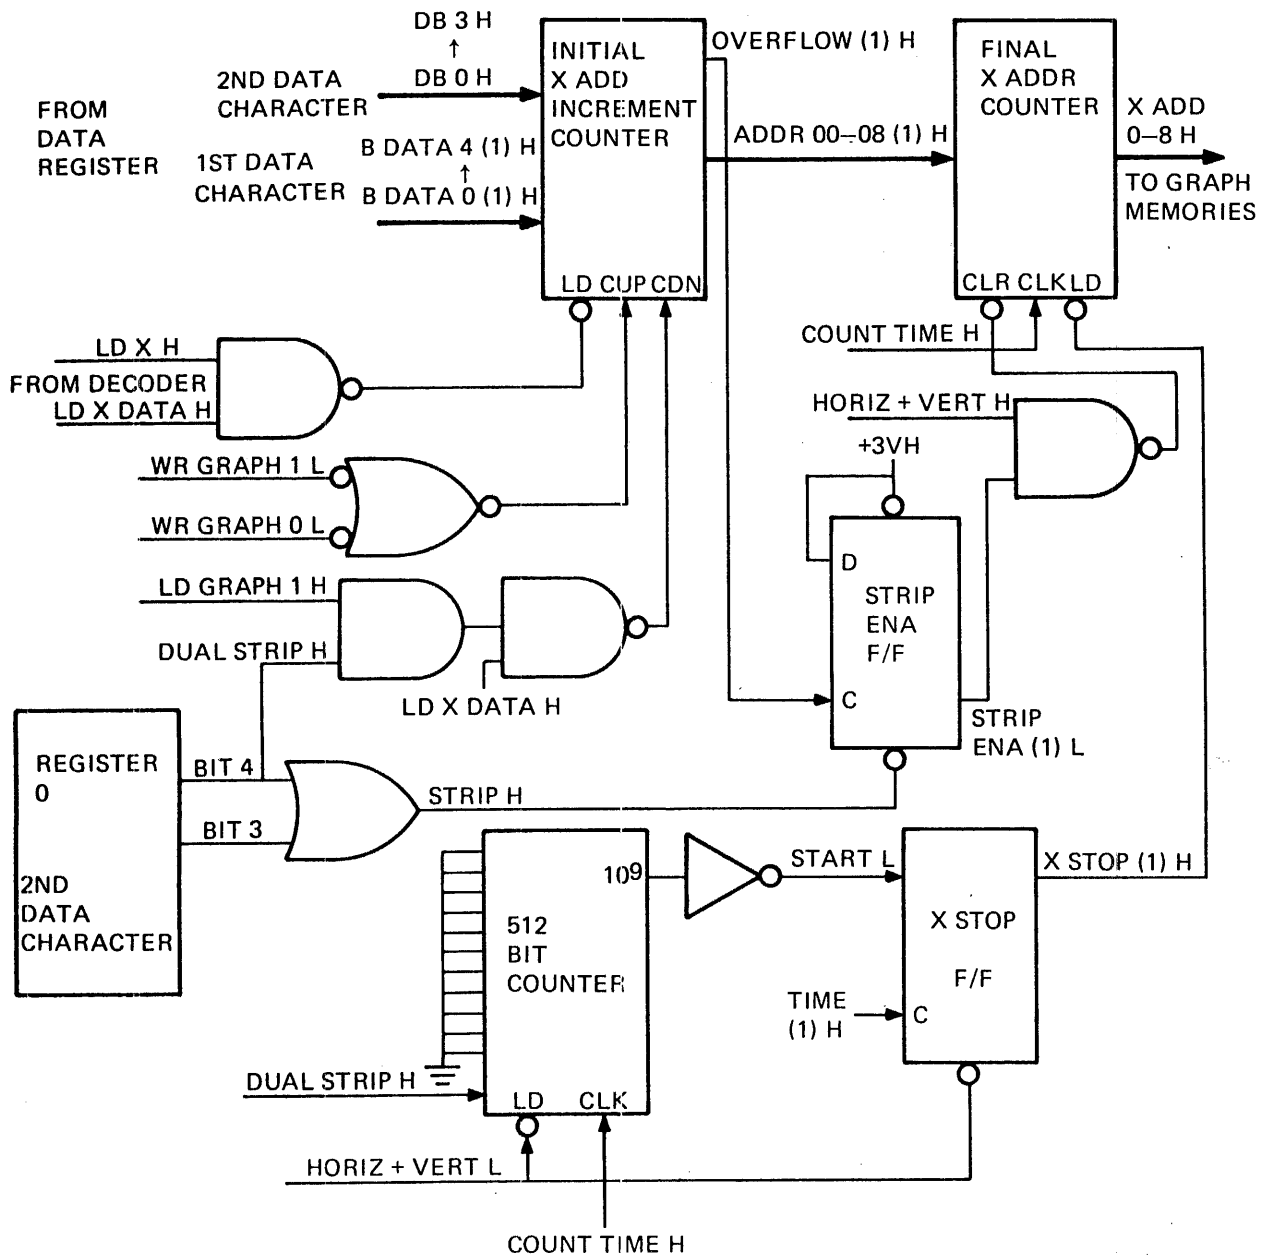 DB 3 H
↑
DB 0 H
2ND DATA
CHARACTER
FROM
DATA
REGISTER
B DATA 4 (1) H
↑
B DATA 0 (1) H
1ST DATA
CHARACTER
INITIAL
X ADD
INCREMENT
COUNTER
LD CUP CDN
OVERFLOW (1) H
ADDR 00–08 (1) H
FINAL
X ADDR
COUNTER
CLR CLK LD
X ADD
0–8 H
TO GRAPH
MEMORIES
COUNT TIME H
LD X H
FROM DECODER
LD X DATA H
HORIZ + VERT H
+3VH
WR GRAPH 1 L
WR GRAPH 0 L
D
STRIP
ENA
F/F
C
LD GRAPH 1 H
DUAL STRIP H
LD X DATA H
STRIP
ENA (1) L
REGISTER
0
2ND
DATA
CHARACTER
BIT 4
BIT 3
STRIP H
109
512
BIT
COUNTER
LD CLK
START L
X STOP
F/F
C
X STOP (1) H
TIME
(1) H
DUAL STRIP H
HORIZ + VERT L
COUNT TIME H